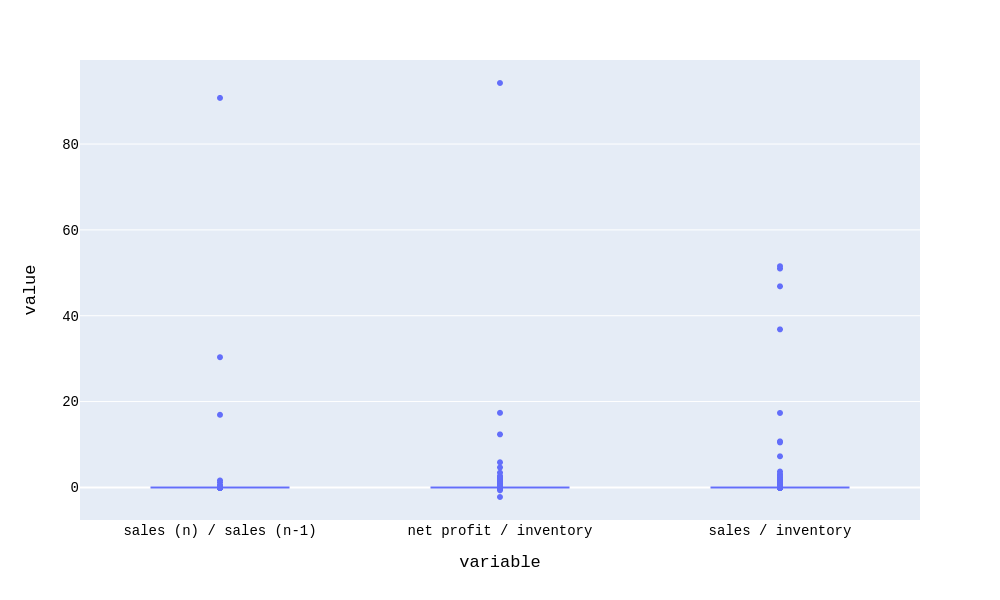 80
60
40
20
0
value
sales (n) / sales (n-1)
net profit / inventory
sales / inventory
variable